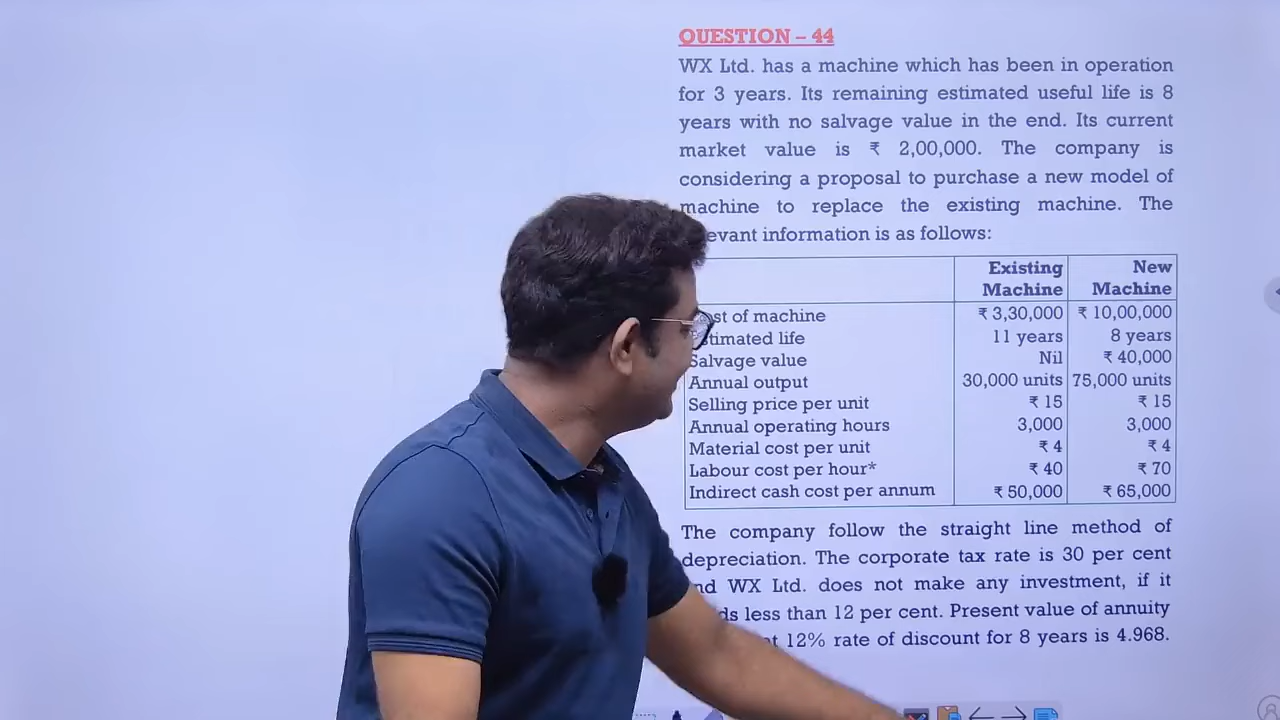 QUESTION – 44
WX Ltd. has a machine which has been in operation
for 3 years. Its remaining estimated useful life is 8
years with no salvage value in the end. Its current
market value is ₹ 2,00,000. The company is
considering a proposal to purchase a new model of
machine to replace the existing machine. The
evant information is as follows:
Existing Machine New Machine
st of machine ₹ 3,30,000 ₹ 10,00,000
stimated life 11 years 8 years
Salvage value Nil ₹ 40,000
Annual output 30,000 units 75,000 units
Selling price per unit ₹ 15 ₹ 15
Annual operating hours 3,000 3,000
Material cost per unit ₹ 4 ₹ 4
Labour cost per hour* ₹ 40 ₹ 70
Indirect cash cost per annum ₹ 50,000 ₹ 65,000
The company follow the straight line method of
depreciation. The corporate tax rate is 30 per cent
nd WX Ltd. does not make any investment, if it
ds less than 12 per cent. Present value of annuity
at 12% rate of discount for 8 years is 4.968.